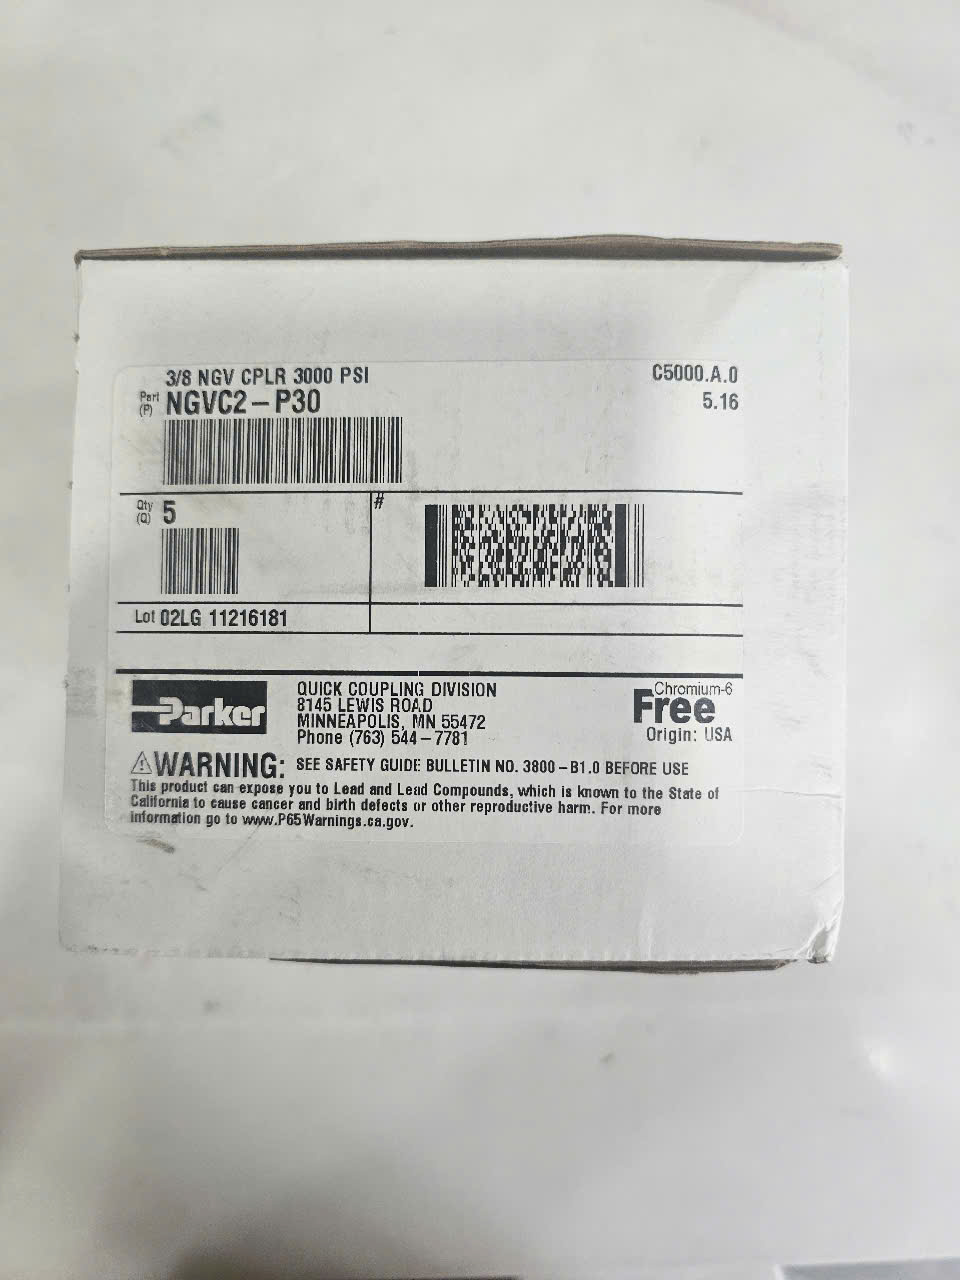 3/8 NGV CPLR 3000 PSI
C5000.A.0
Part (P) NGVC2-P30
5.16
Qty (Q) 5
#
Lot 02LG 11216181
Parker
QUICK COUPLING DIVISION
8145 LEWIS ROAD
MINNEAPOLIS, MN 55472
Phone (763) 544-7781
Chromium-6
Free
Origin: USA
⚠WARNING: SEE SAFETY GUIDE BULLETIN NO. 3800-B1.0 BEFORE USE
This product can expose you to Lead and Lead Compounds, which is known to the State of
California to cause cancer and birth defects or other reproductive harm. For more
information go to www.P65Warnings.ca.gov.